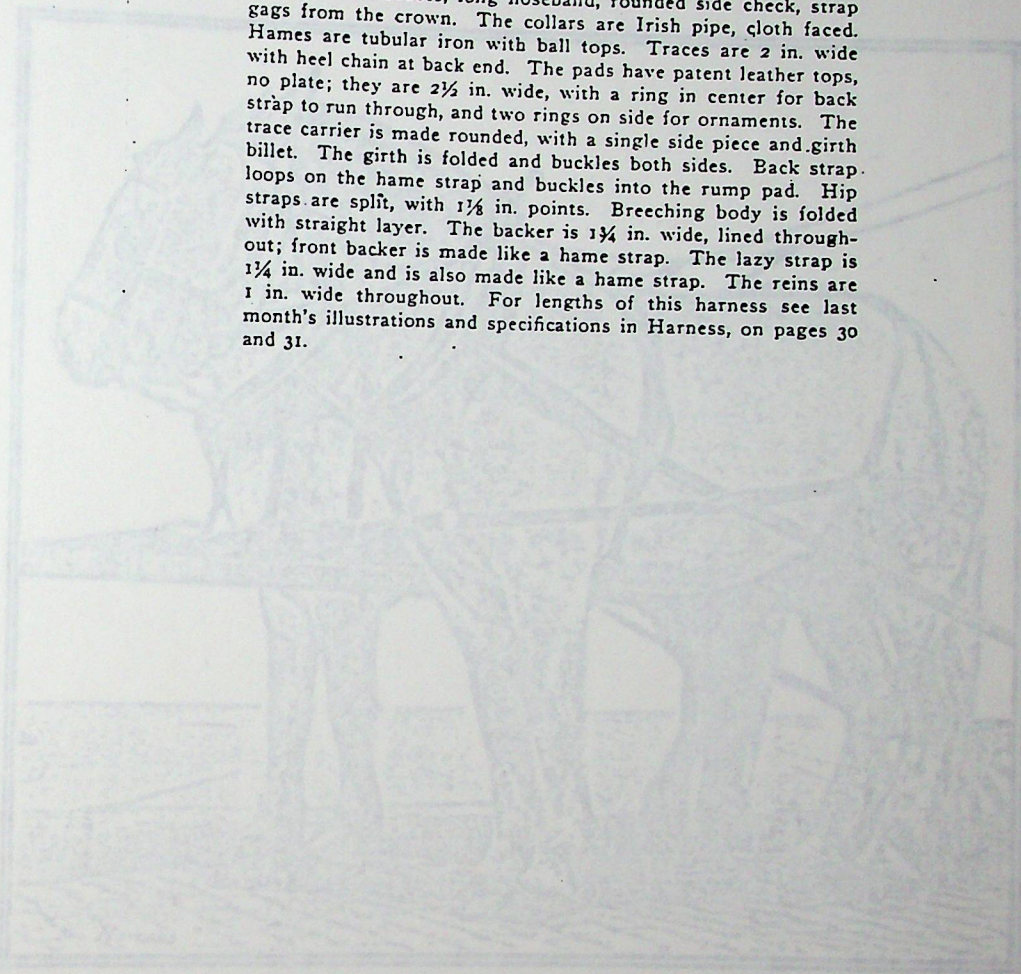 long noseband, rounded side check, strap
gags from the crown. The collars are Irish pipe, cloth faced.
Hames are tubular iron with ball tops. Traces are 2 in. wide
with heel chain at back end. The pads have patent leather tops,
no plate; they are 2½ in. wide, with a ring in center for back
strap to run through, and two rings on side for ornaments. The
trace carrier is made rounded, with a single side piece and girth
billet. The girth is folded and buckles both sides. Back strap
loops on the hame strap and buckles into the rump pad. Hip
straps are split, with 1⅛ in. points. Breeching body is folded
with straight layer. The backer is 1¾ in. wide, lined through-
out; front backer is made like a hame strap. The lazy strap is
1¼ in. wide and is also made like a hame strap. The reins are
1 in. wide throughout. For lengths of this harness see last
month's illustrations and specifications in Harness, on pages 30
and 31.